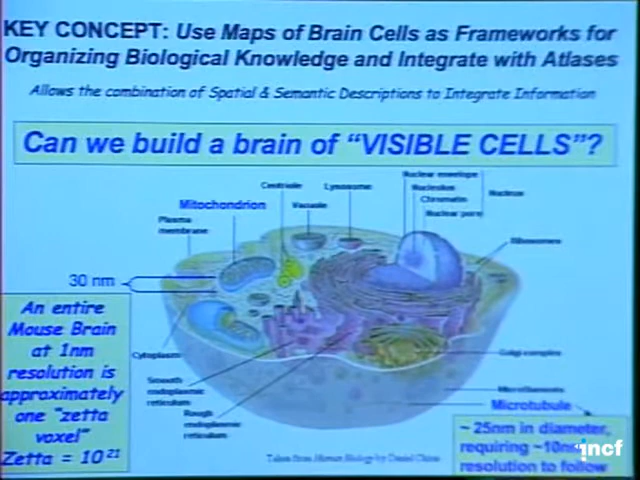 KEY CONCEPT: Use Maps of Brain Cells as Frameworks for
Organizing Biological Knowledge and Integrate with Atlases
Allows the combination of Spatial & Semantic Descriptions to Integrate Information
Can we build a brain of “VISIBLE CELLS”?
Nuclear envelope
Centriole
Lysosome
Nucleolus
Nucleus
Chromatin
Mitochondrion
Vacuole
Nuclear pore
Plasma
membrane
Ribosomes
30 nm
An entire
Mouse Brain
at 1nm
resolution is
approximately
one “zetta
voxel”
Zetta = 10 21
Cytoplasm
Golgi complex
Smooth
endoplasmic
reticulum
Microfilaments
Microtubule
Rough
endoplasmic
reticulum
~ 25nm in diameter,
requiring ~10nm
resolution to follow
incf
Taken from Human Biology by Daniel